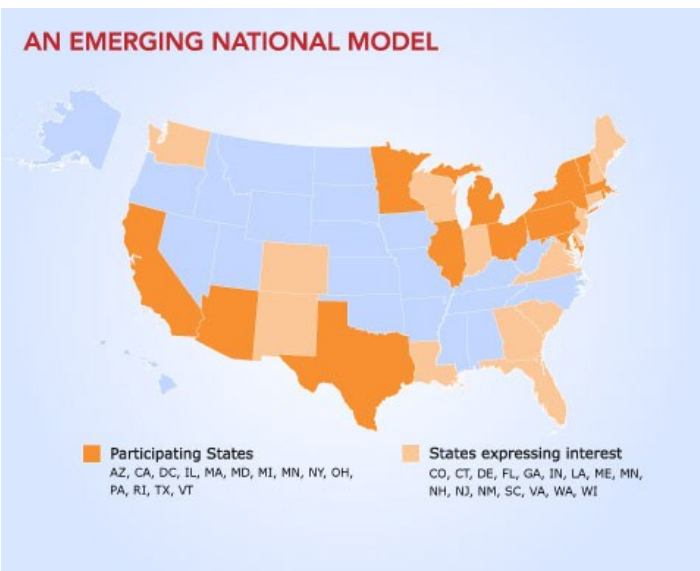 AN EMERGING NATIONAL MODEL
Participating States
AZ, CA, DC, IL, MA, MD, MI, MN, NY, OH,
PA, RI, TX, VT
States expressing interest
CO, CT, DE, FL, GA, IN, LA, ME, MN,
NH, NJ, NM, SC, VA, WA, WI